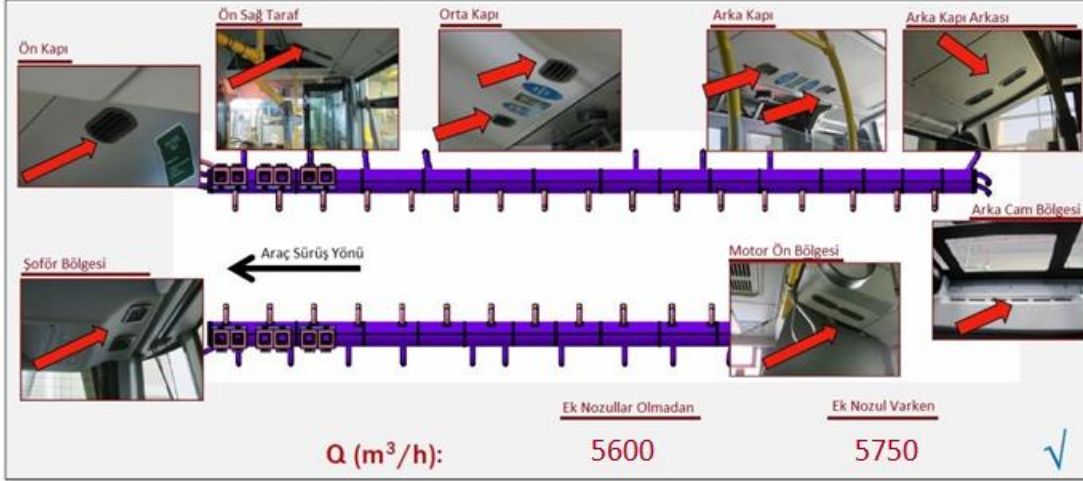 Ön Kapı
Ön Sağ Taraf
Orta Kapı
Arka Kapı
Arka Kapı Arkası
Arka Cam Bölgesi
Araç Sürüş Yönü
Şoför Bölgesi
Motor Ön Bölgesi
Ek Nozullar Olmadan
Ek Nozul Varken
Q (m³/h): 5600 5750 √